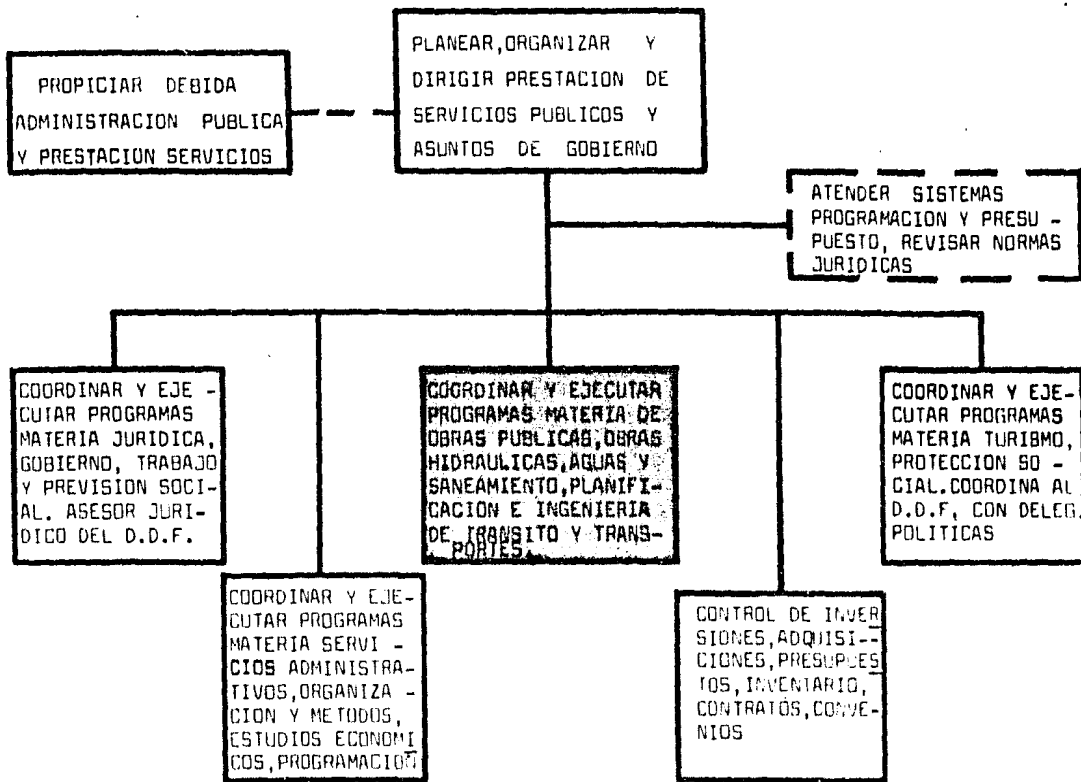 PROPICIAR DEBIDA
ADMINISTRACION PUBLICA
Y PRESTACION SERVICIOS
PLANEAR,ORGANIZAR Y
DIRIGIR PRESTACION DE
SERVICIOS PUBLICOS Y
ASUNTOS DE GOBIERNO
ATENDER SISTEMAS
PROGRAMACION Y PRESU -
PUESTO, REVISAR NORMAS
JURIDICAS
COORDINAR Y EJE -
CUTAR PROGRAMAS
MATERIA JURIDICA,
GOBIERNO, TRABAJO
Y PREVISION SOCI-
AL. ASESOR JURI-
DICO DEL D.D.F.
COORDINAR Y EJECUTAR
PROGRAMAS MATERIA DE
OBRAS PUBLICAS,OBRAS
HIDRAULICAS,AGUAS Y
SANEAMIENTO,PLANIFI-
CACION E INGENIERIA
DE TRANSITO Y TRANS-
PORTES.
COORDINAR Y EJE-
CUTAR PROGRAMAS
MATERIA TURISMO,
PROTECCION SO -
CIAL.COORDINA AL
D.D.F, CON DELEG.
POLITICAS
COORDINAR Y EJE-
CUTAR PROGRAMAS
MATERIA SERVI -
CIOS ADMINISTRA-
TIVOS,ORGANIZA -
CION Y METODOS,
ESTUDIOS ECONOMI
COS,PROGRAMACION
CONTROL DE INVER
SIONES,ADQUISI--
CIONES,PRESUPUES
TOS,INVENTARIO,
CONTRATOS,CONVE-
NIOS